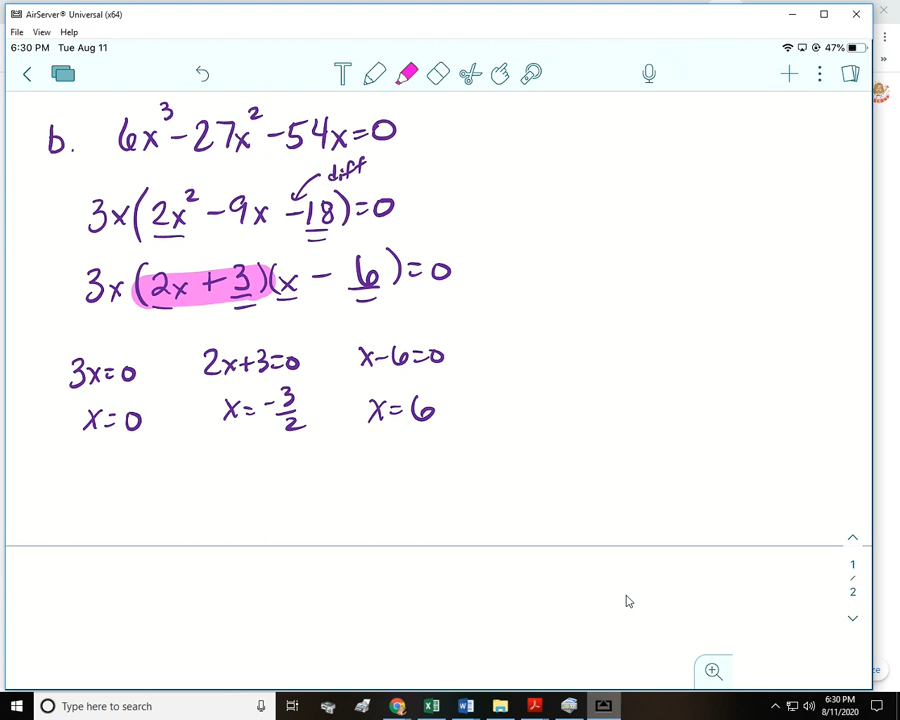 AirServer® Universal (x64)
File View Help
6:30 PM Tue Aug 11
47%
T
b. 6x³ - 27x² - 54x = 0
diff
3x(2x² - 9x - 18) = 0
3x(2x + 3)(x - 6) = 0
3x = 0 2x + 3 = 0 x - 6 = 0
x = 0 x = -3/2 x = 6
1
/
2
Type here to search
6:30 PM
8/11/2020